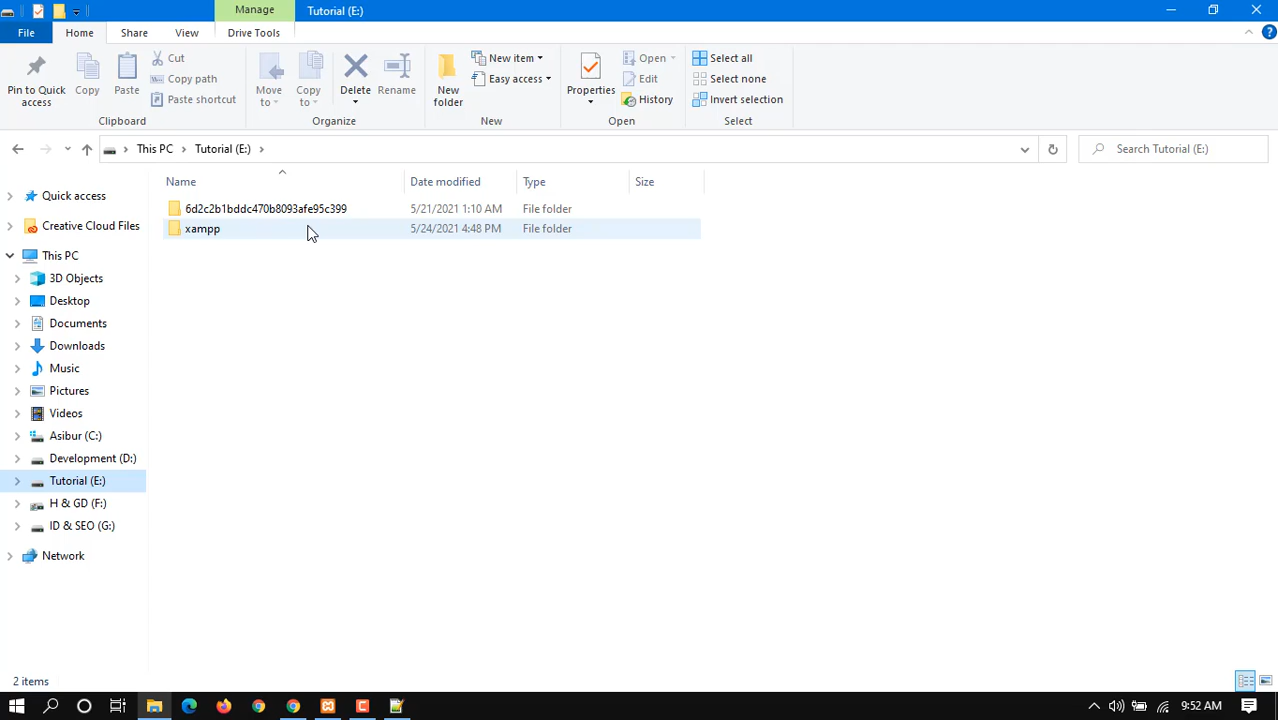 Manage
Tutorial (E:)
File
Home
Share
View
Drive Tools
Pin to Quick access
Copy
Paste
Cut
Copy path
Paste shortcut
Clipboard
Move to
Copy to
Delete
Rename
Organize
New folder
New item
Easy access
New
Properties
Open
Edit
History
Open
Select all
Select none
Invert selection
Select
This PC
Tutorial (E:)
Search Tutorial (E:)
Name
Date modified
Type
Size
6d2c2b1bddc470b8093afe95c399
5/21/2021 1:10 AM
File folder
xampp
5/24/2021 4:48 PM
File folder
Quick access
Creative Cloud Files
This PC
3D Objects
Desktop
Documents
Downloads
Music
Pictures
Videos
Asibur (C:)
Development (D:)
Tutorial (E:)
H & GD (F:)
ID & SEO (G:)
Network
2 items
9:52 AM